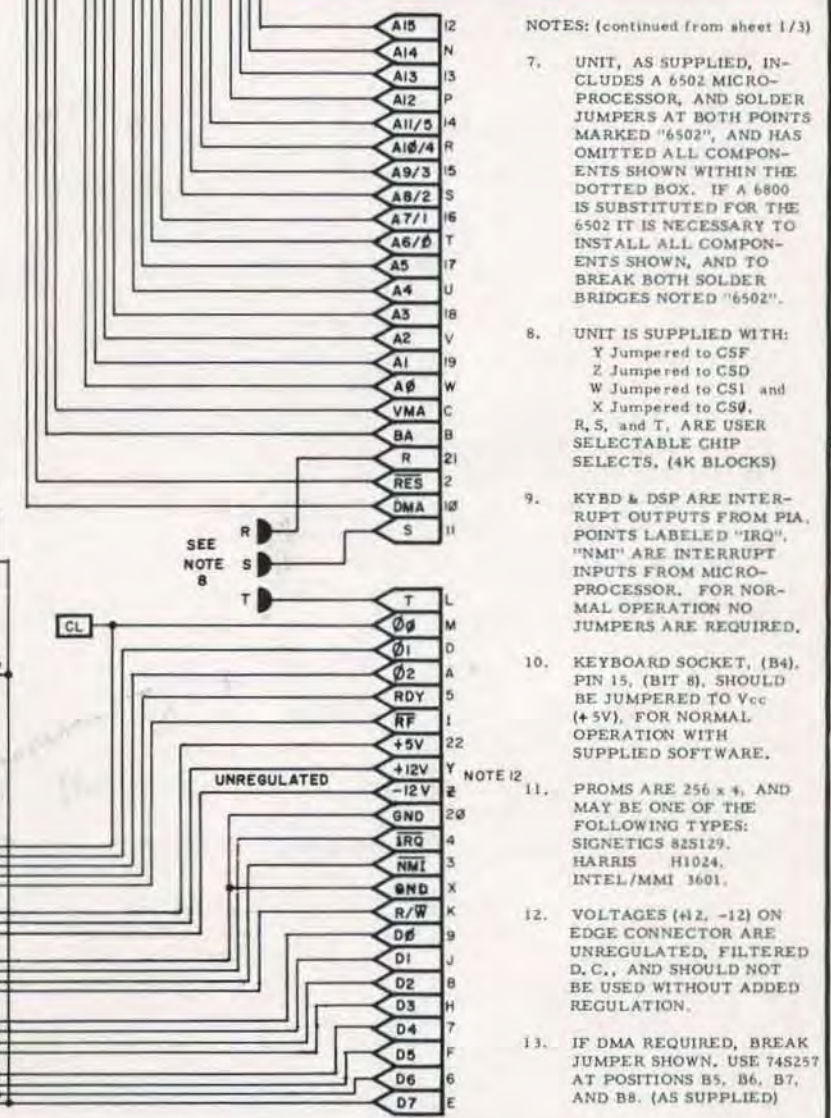 A15 12
A14 N
A13 13
A12 P
A11/5 14
A10/4 R
A9/3 15
A8/2 S
A7/1 16
A6/0 T
A5 17
A4 U
A3 18
A2 V
A1 19
A0 W
VMA C
BA B
R 21
RES 2
DMA 10
S 11
R
SEE
NOTE S
8
T
T L
CL
Ø0 M
Ø1 D
Ø2 A
RDY 5
RF 1
+5V 22
+12V Y
UNREGULATED
NOTE 12
-12V Z
GND 20
IRQ 4
NMI 3
GND X
R/W K
D0 9
D1 J
D2 8
D3 H
D4 7
D5 F
D6 6
D7 E
NOTES: (continued from sheet 1/3)
7. UNIT, AS SUPPLIED, IN-
CLUDES A 6502 MICRO-
PROCESSOR, AND SOLDER
JUMPERS AT BOTH POINTS
MARKED "6502", AND HAS
OMITTED ALL COMPON-
ENTS SHOWN WITHIN THE
DOTTED BOX. IF A 6800
IS SUBSTITUTED FOR THE
6502 IT IS NECESSARY TO
INSTALL ALL COMPON-
ENTS SHOWN, AND TO
BREAK BOTH SOLDER
BRIDGES NOTED "6502".
8. UNIT IS SUPPLIED WITH:
Y Jumpered to CSF
Z Jumpered to CSD
W Jumpered to CS1 and
X Jumpered to CS0.
R, S, and T, ARE USER
SELECTABLE CHIP
SELECTS. (4K BLOCKS)
9. KYBD & DSP ARE INTER-
RUPT OUTPUTS FROM PIA.
POINTS LABELED "IRQ",
"NMI" ARE INTERRUPT
INPUTS FROM MICRO-
PROCESSOR. FOR NOR-
MAL OPERATION NO
JUMPERS ARE REQUIRED.
10. KEYBOARD SOCKET, (B4),
PIN 15, (BIT 8), SHOULD
BE JUMPERED TO Vcc
(+5V), FOR NORMAL
OPERATION WITH
SUPPLIED SOFTWARE.
11. PROMS ARE 256 x 4, AND
MAY BE ONE OF THE
FOLLOWING TYPES:
SIGNETICS 82S129,
HARRIS H1024,
INTEL/MMI 3601.
12. VOLTAGES (+12, -12) ON
EDGE CONNECTOR ARE
UNREGULATED, FILTERED
D.C., AND SHOULD NOT
BE USED WITHOUT ADDED
REGULATION.
13. IF DMA REQUIRED, BREAK
JUMPER SHOWN. USE 74S257
AT POSITIONS B5, B6, B7,
AND B8. (AS SUPPLIED)